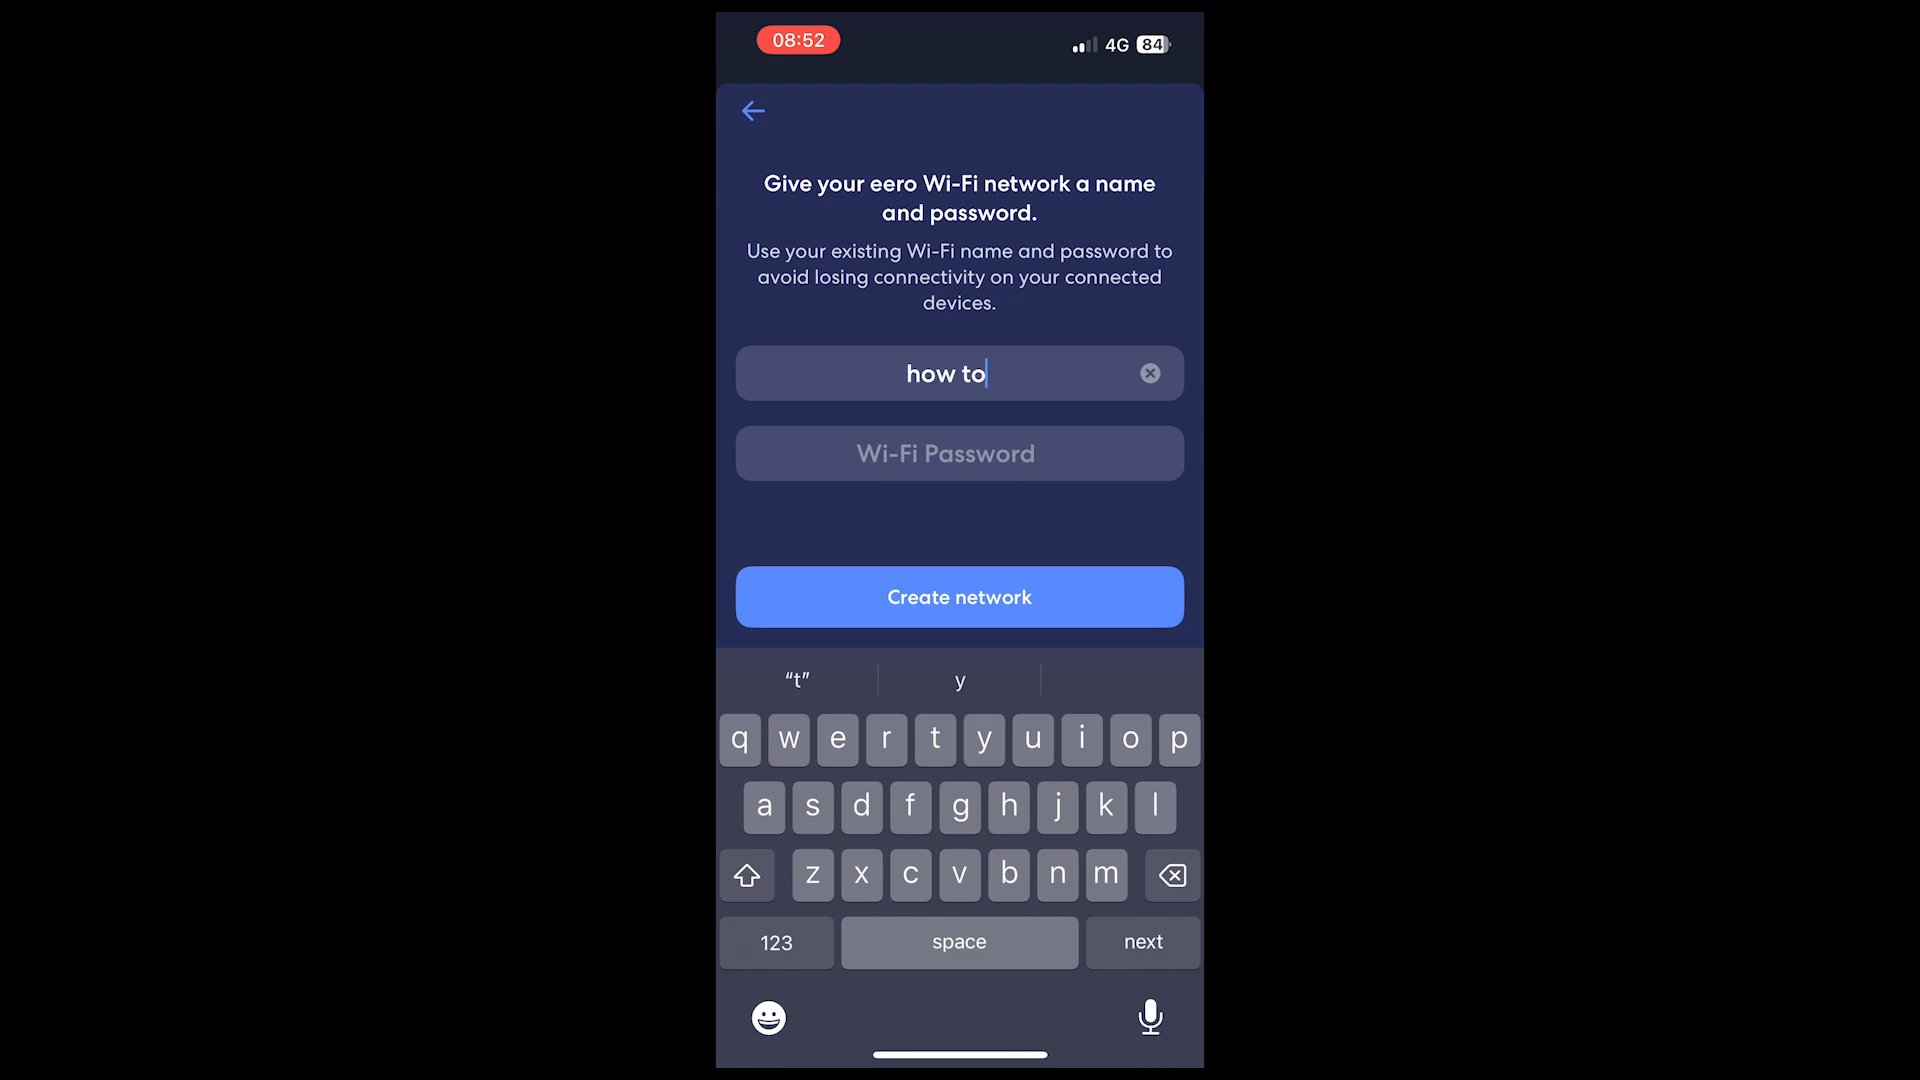 08:52
4G 84
Give your eero Wi-Fi network a name
and password.
Use your existing Wi-Fi name and password to
avoid losing connectivity on your connected
devices.
how to
Wi-Fi Password
Create network
“t” y
q w e r t y u i o p
a s d f g h j k l
z x c v b n m
123 space next